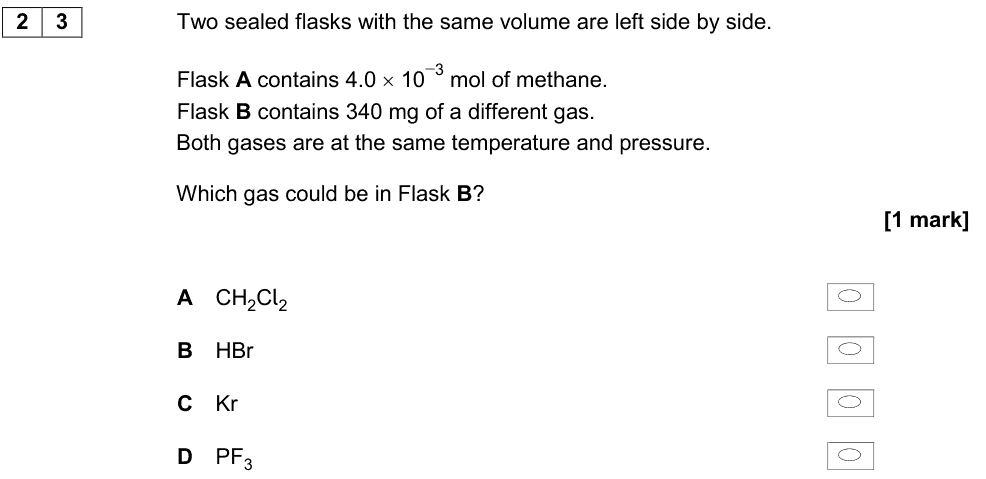 2 3 Two sealed flasks with the same volume are left side by side.
Flask A contains 4.0 × 10⁻³ mol of methane.
Flask B contains 340 mg of a different gas.
Both gases are at the same temperature and pressure.
Which gas could be in Flask B?
[1 mark]
A CH₂Cl₂
B HBr
C Kr
D PF₃